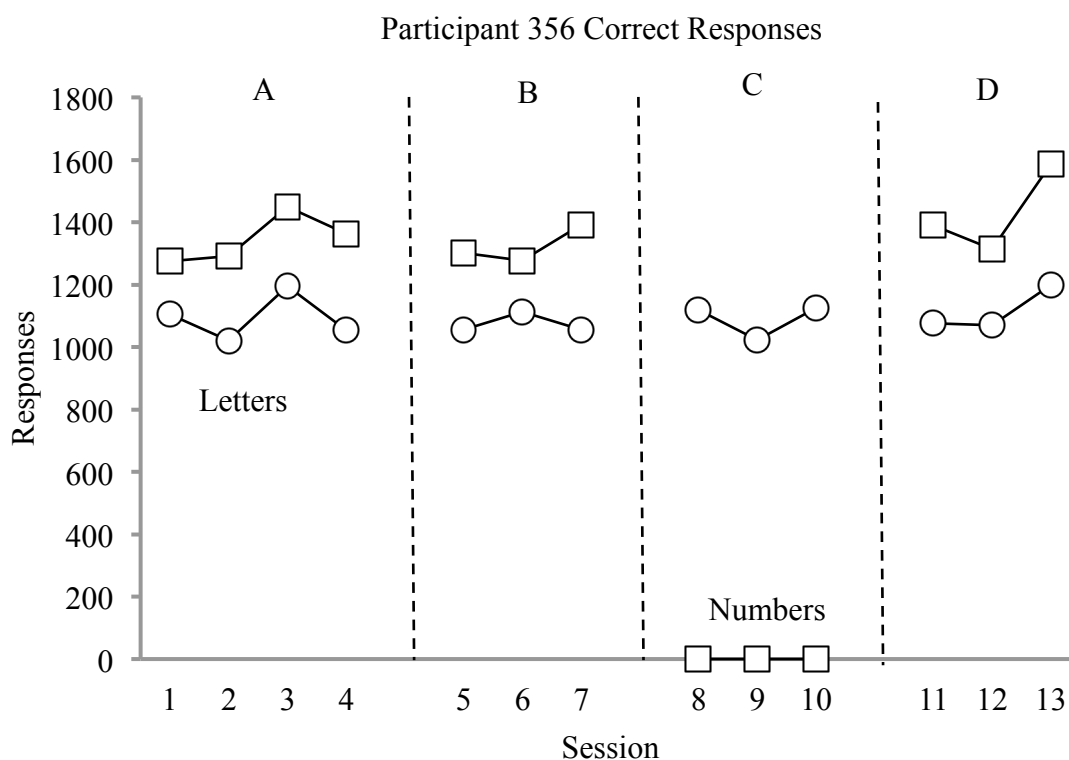 Participant 356 Correct Responses
A B C D
1800
1600
1400
1200
1000
800
600
400
200
0
Responses
Letters
Numbers
1 2 3 4 5 6 7 8 9 10 11 12 13
Session